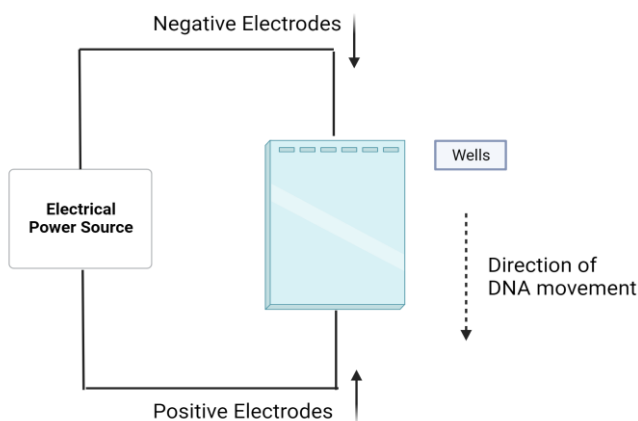 Negative Electrodes
Wells
Electrical
Power Source
Direction of
DNA movement
Positive Electrodes